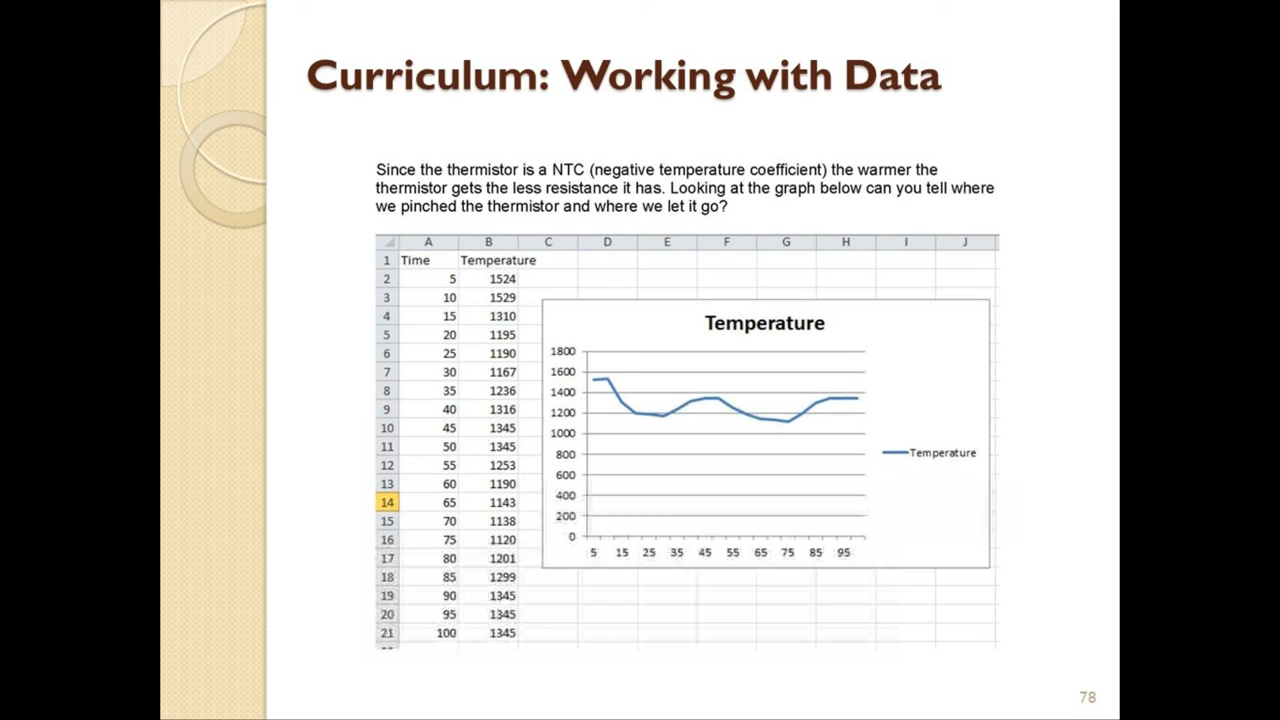 Curriculum: Working with Data
Since the thermistor is a NTC (negative temperature coefficient) the warmer the
thermistor gets the less resistance it has. Looking at the graph below can you tell where
we pinched the thermistor and where we let it go?
A B C D E F G H I J
1 Time Temperature
2 5 1524
3 10 1529
4 15 1310
5 20 1195
6 25 1190
7 30 1167
8 35 1236
9 40 1316
10 45 1345
11 50 1345
12 55 1253
13 60 1190
14 65 1143
15 70 1138
16 75 1120
17 80 1201
18 85 1299
19 90 1345
20 95 1345
21 100 1345
Temperature
1800
1600
1400
1200
1000
800
600
400
200
0
5 15 25 35 45 55 65 75 85 95
Temperature
78